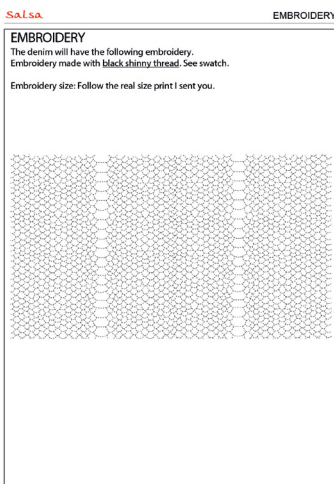 Salsa
EMBROIDERY
EMBROIDERY
The denim will have the following embroidery.
Embroidery made with black shinny thread. See swatch.
Embroidery size: Follow the real size print I sent you.